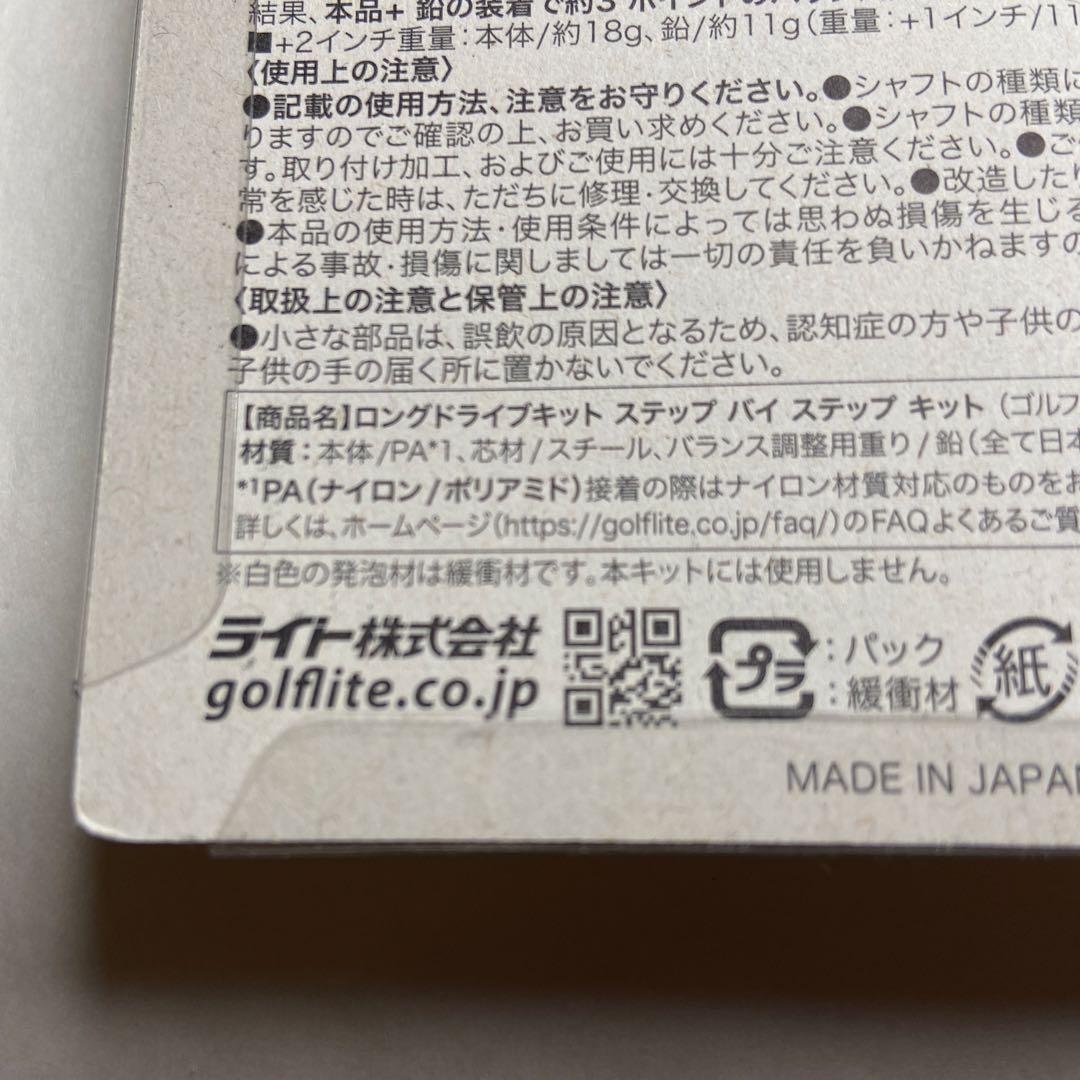 結果、本品+鉛の装着で約3
■+2インチ重量:本体/約18g、鉛/約11g(重量:+1インチ/11
〈使用上の注意〉
●記載の使用方法、注意をお守りください。●シャフトの種類に
りますのでご確認の上、お買い求めください。●シャフトの種類
す。取り付け加工、およびご使用には十分ご注意ください。●ご
常を感じた時は、ただちに修理・交換してください。●改造したり
●本品の使用方法・使用条件によっては思わぬ損傷を生じる
による事故・損傷に関しましては一切の責任を負いかねますの
〈取扱上の注意と保管上の注意〉
●小さな部品は、誤飲の原因となるため、認知症の方や子供の
子供の手の届く所に置かないでください。
【商品名】ロングドライブキット ステップ バイ ステップ キット (ゴルフ
材質:本体/PA*1、芯材/スチール、バランス調整用重り/鉛(全て日本
*1PA(ナイロン/ポリアミド)接着の際はナイロン材質対応のものをお
詳しくは、ホームページ(https://golflite.co.jp/faq/)のFAQよくあるご質
※白色の発泡材は緩衝材です。本キットには使用しません。
ライト株式会社
golflite.co.jp
プラ
:パック
:緩衝材
紙
MADE IN JAPAN